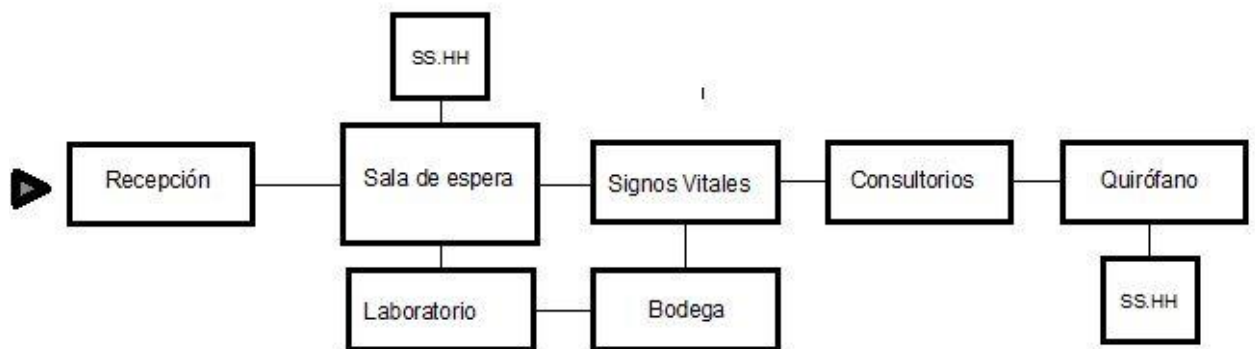 SS.HH
Recepción
Sala de espera
Signos Vitales
Consultorios
Quirófano
Laboratorio
Bodega
SS.HH